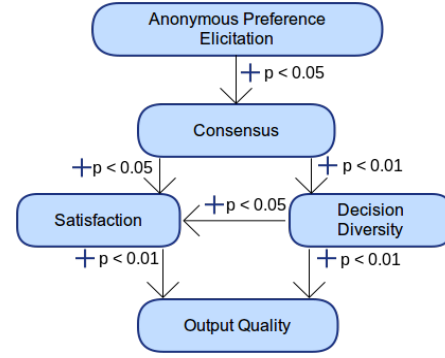 Anonymous Preference
Elicitation
+ p < 0.05
Consensus
+p < 0.05
+ p < 0.01
Satisfaction
+ p < 0.05
Decision
Diversity
+ p < 0.01
+ p < 0.01
Output Quality